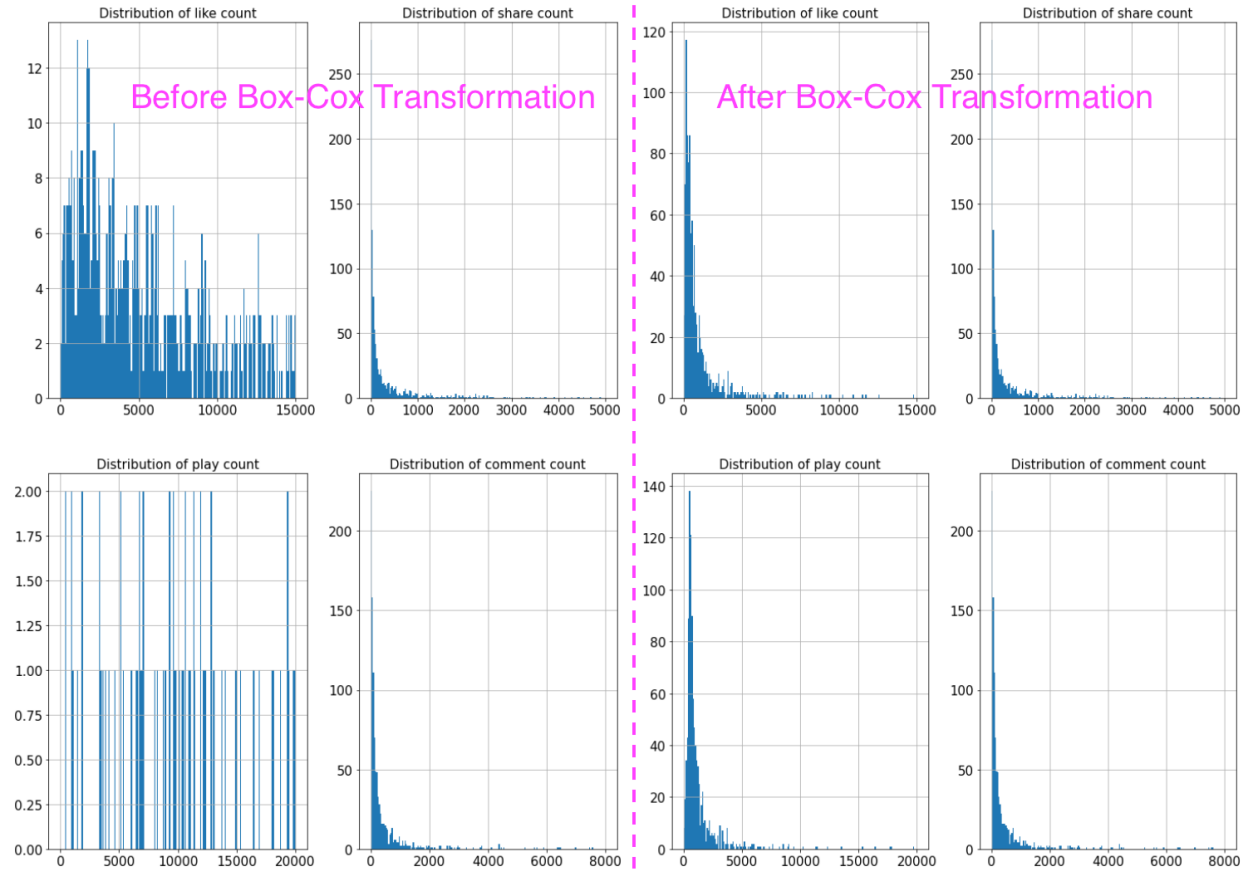 Distribution of like count
Distribution of share count
Distribution of like count
Distribution of share count
Before Box-Cox Transformation
After Box-Cox Transformation
12
10
8
6
4
2
0
0 5000 10000 15000
250
200
150
100
50
0
0 1000 2000 3000 4000 5000
120
100
80
60
40
20
0
0 5000 10000 15000
250
200
150
100
50
0
0 1000 2000 3000 4000 5000
Distribution of play count
Distribution of comment count
Distribution of play count
Distribution of comment count
2.00
1.75
1.50
1.25
1.00
0.75
0.50
0.25
0.00
0 5000 10000 15000 20000
200
150
100
50
0
0 2000 4000 6000 8000
140
120
100
80
60
40
20
0
0 5000 10000 15000 20000
200
150
100
50
0
0 2000 4000 6000 8000